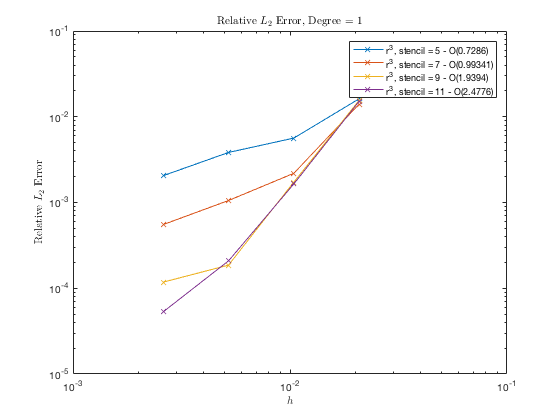 Relative L₂ Error, Degree = 1
10⁻¹
r³, stencil = 5 - O(0.7286)
r³, stencil = 7 - O(0.99341)
r³, stencil = 9 - O(1.9394)
r³, stencil = 11 - O(2.4776)
10⁻²
Relative L₂ Error
10⁻³
10⁻⁴
10⁻⁵
10⁻³ 10⁻² 10⁻¹
h